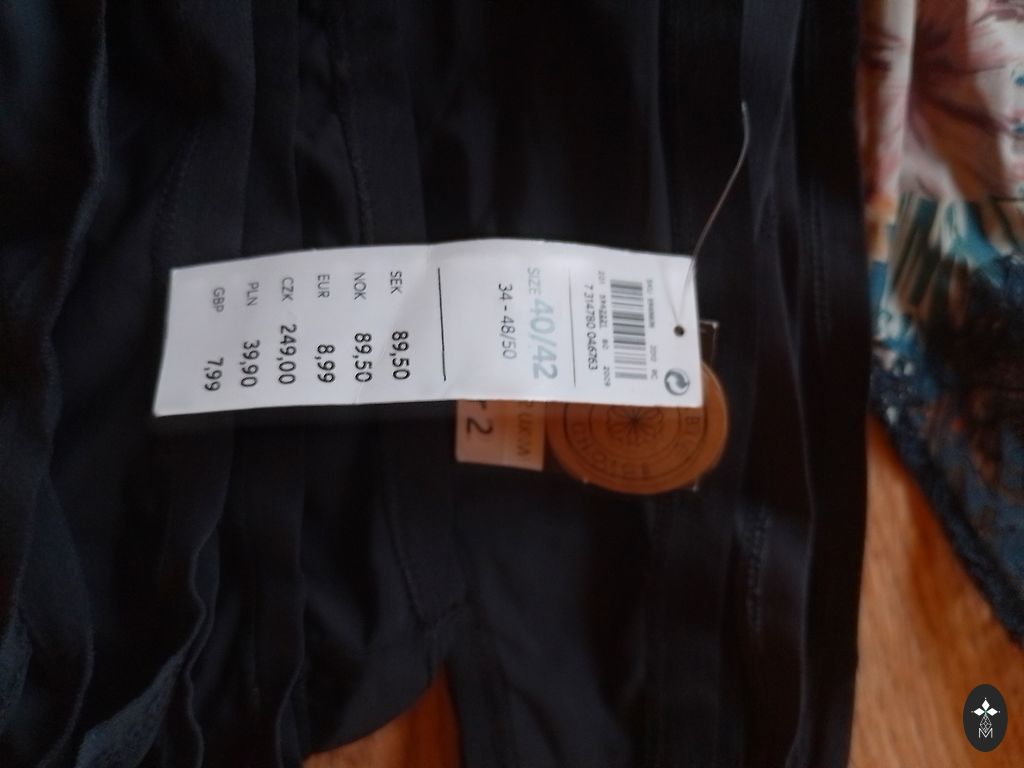 7 314780 046763
SIZE 40/42
34 - 48/50
SEK 89,50
NOK 89,50
EUR 8,99
CZK 249,00
PLN 39,90
GBP 7,99
2
CHOICE
M